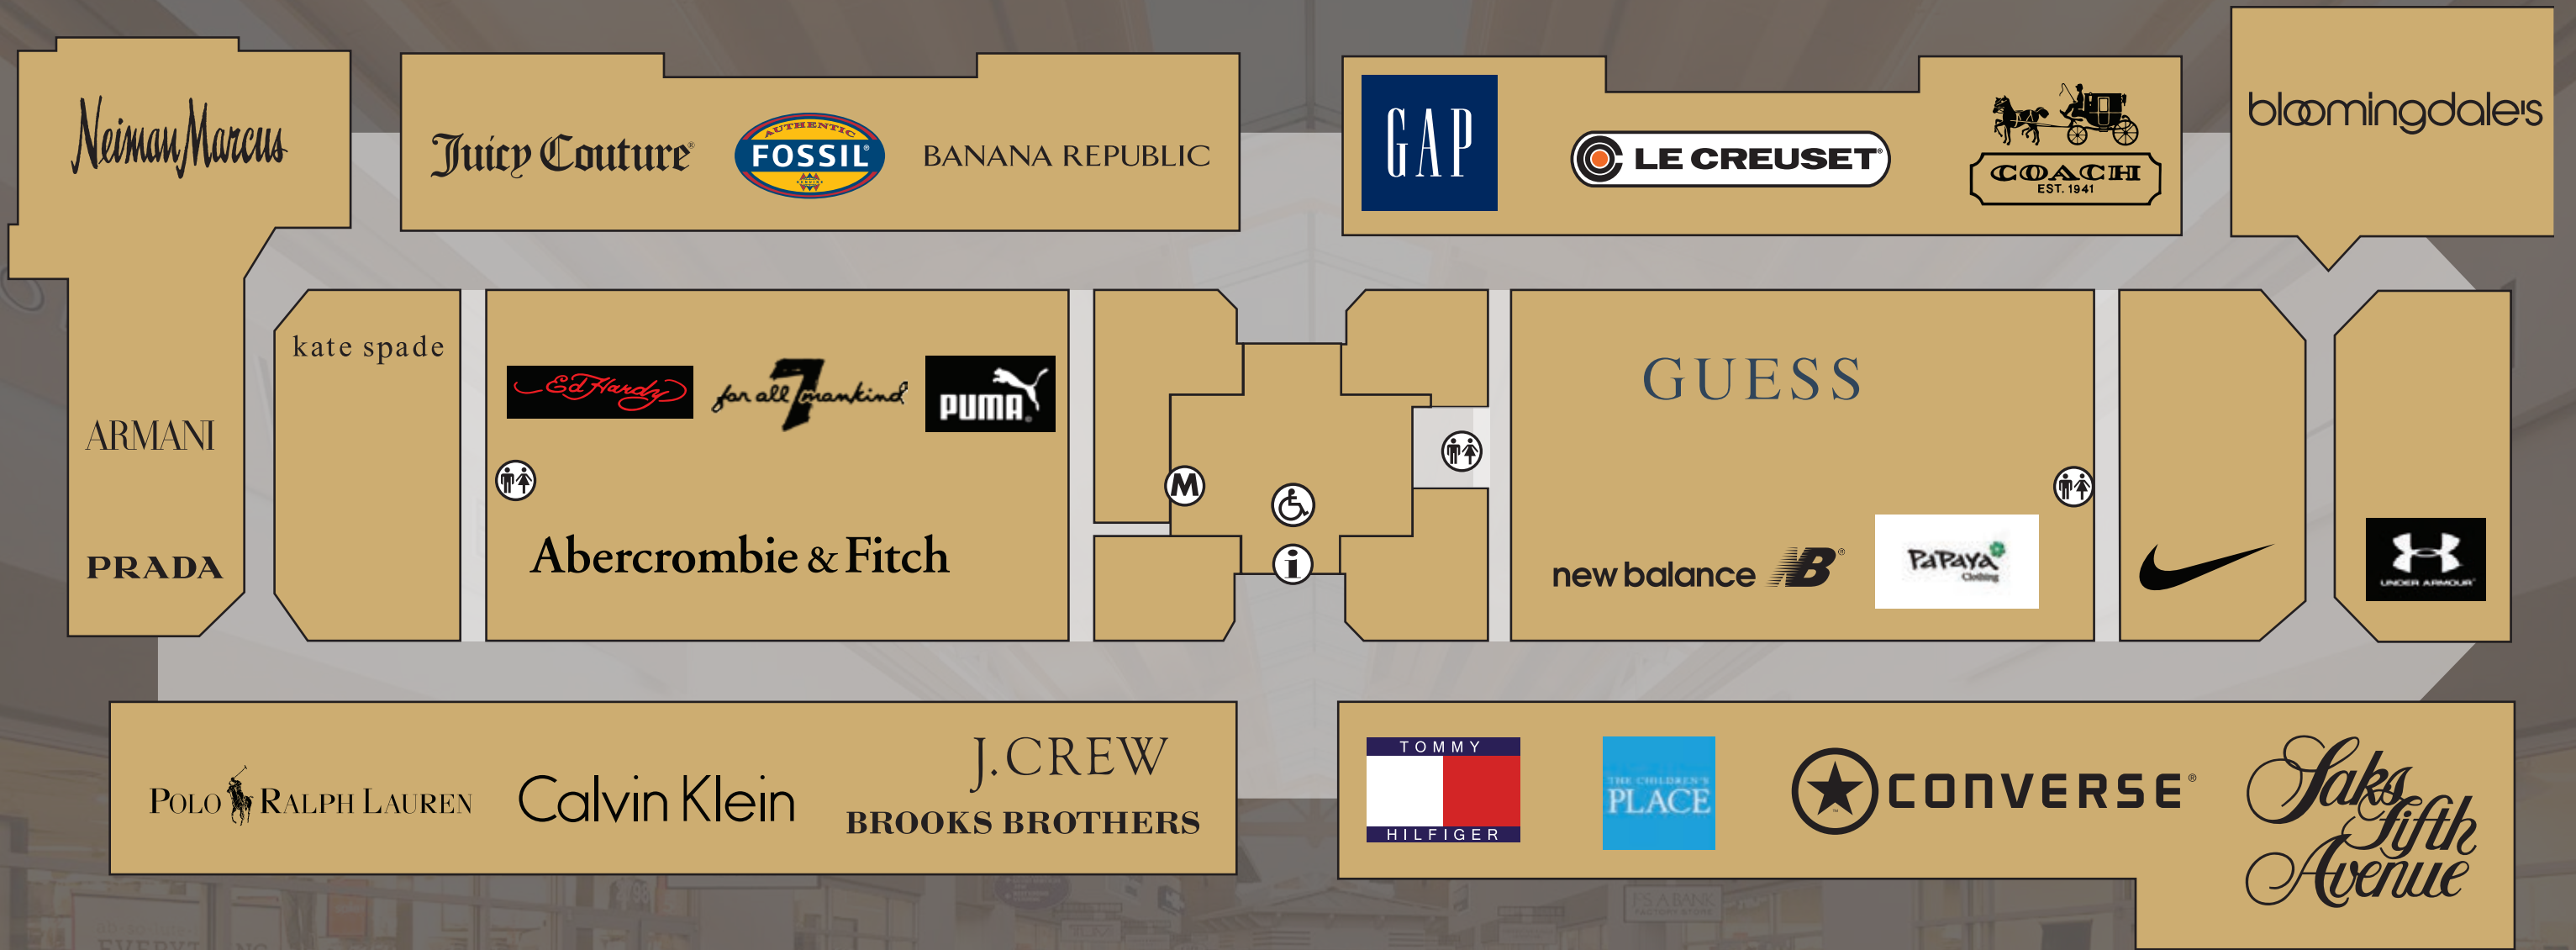 Neiman Marcus
Juicy Couture®
AUTHENTIC
FOSSIL®
GENUINE
BANANA REPUBLIC
GAP
LE CREUSET®
COACH
EST. 1941
bloomingdale's
kate spade
Ed Hardy
7
for all mankind
PUMA®
GUESS
ARMANI
PRADA
M
i
Abercrombie & Fitch
new balance NB®
PaPaYa
Clothing
UNDER ARMOUR
POLO RALPH LAUREN
Calvin Klein
J.CREW
BROOKS BROTHERS
TOMMY
HILFIGER
THE CHILDREN'S
PLACE
CONVERSE®
Saks
Fifth
Avenue